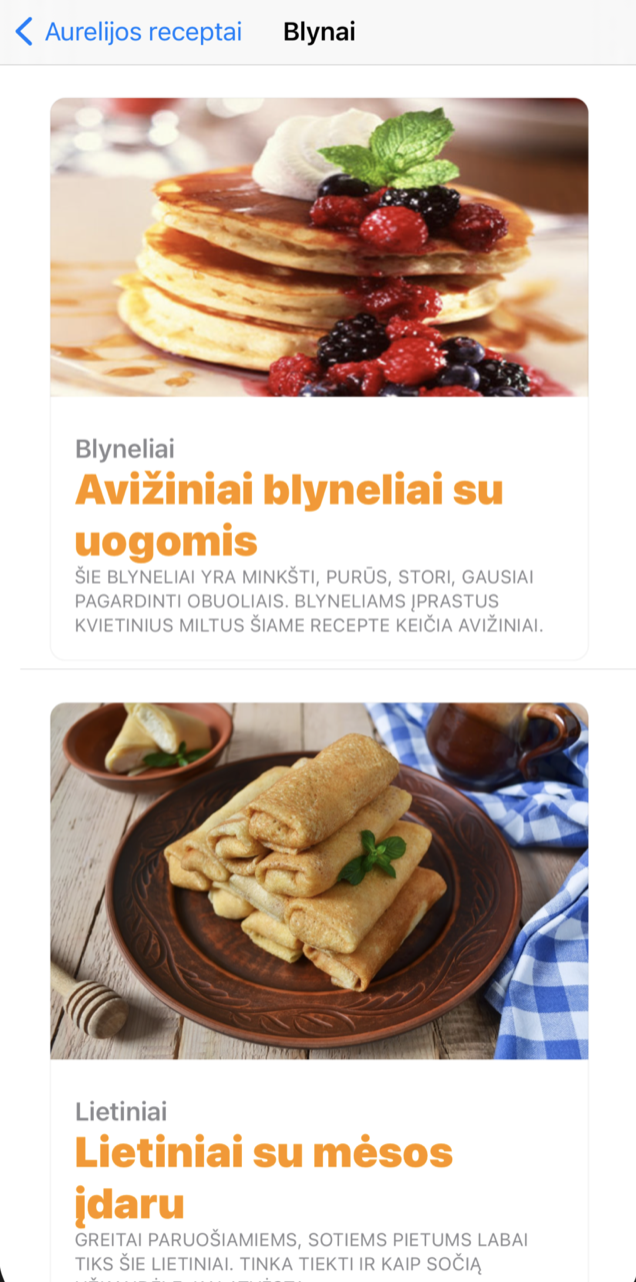 Aurelijos receptai Blynai
Blyneliai
Avižiniai blyneliai su
uogomis
ŠIE BLYNELIAI YRA MINKŠTI, PURŪS, STORI, GAUSIAI
PAGARDINTI OBUOLIAIS. BLYNELIAMS ĮPRASTUS
KVIETINIUS MILTUS ŠIAME RECEPTE KEIČIA AVIŽINIAI.
Lietiniai
Lietiniai su mėsos
įdaru
GREITAI PARUOŠIAMIEMS, SOTIEMS PIETUMS LABAI
TIKS ŠIE LIETINIAI. TINKA TIEKTI IR KAIP SOČIĄ